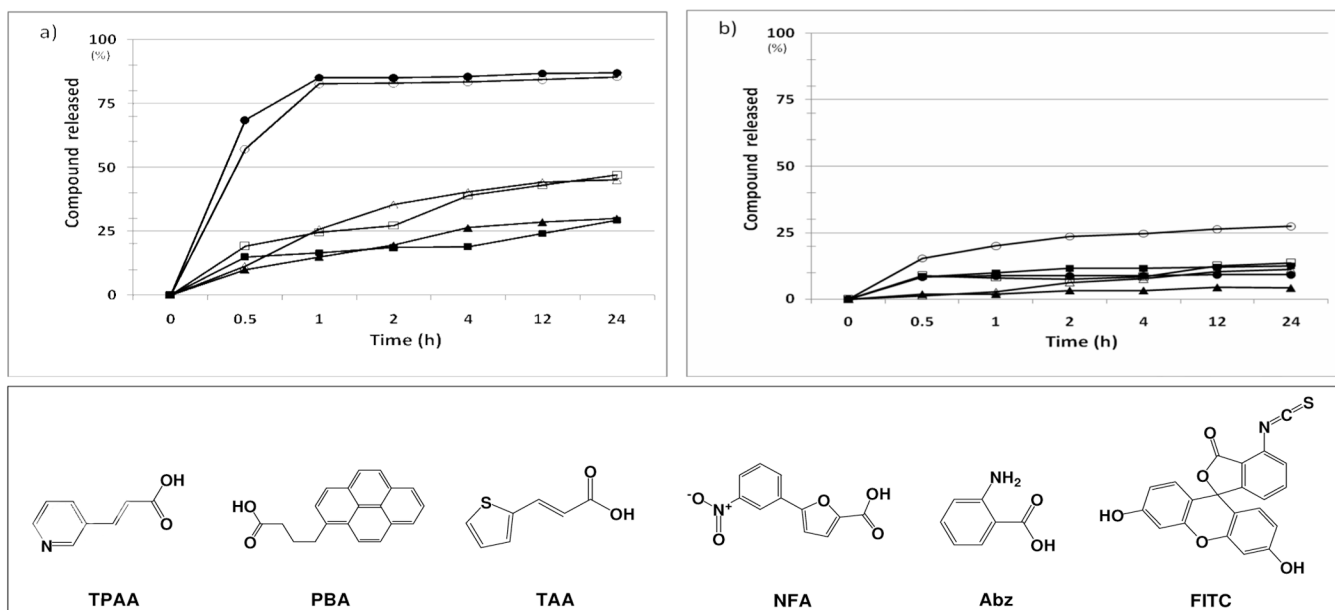 a)
100
(%)
75
50
25
0
Compound released
0 0.5 1 2 4 12 24
Time (h)
b)
100
(%)
75
50
25
0
Compound released
0 0.5 1 2 4 12 24
Time (h)
OH
O
N
TPAA
HO
O
PBA
S
O
OH
TAA
-O
N+
O
O
OH
O
NFA
NH2
O
OH
Abz
S
C
N
O
O
HO
O
OH
FITC